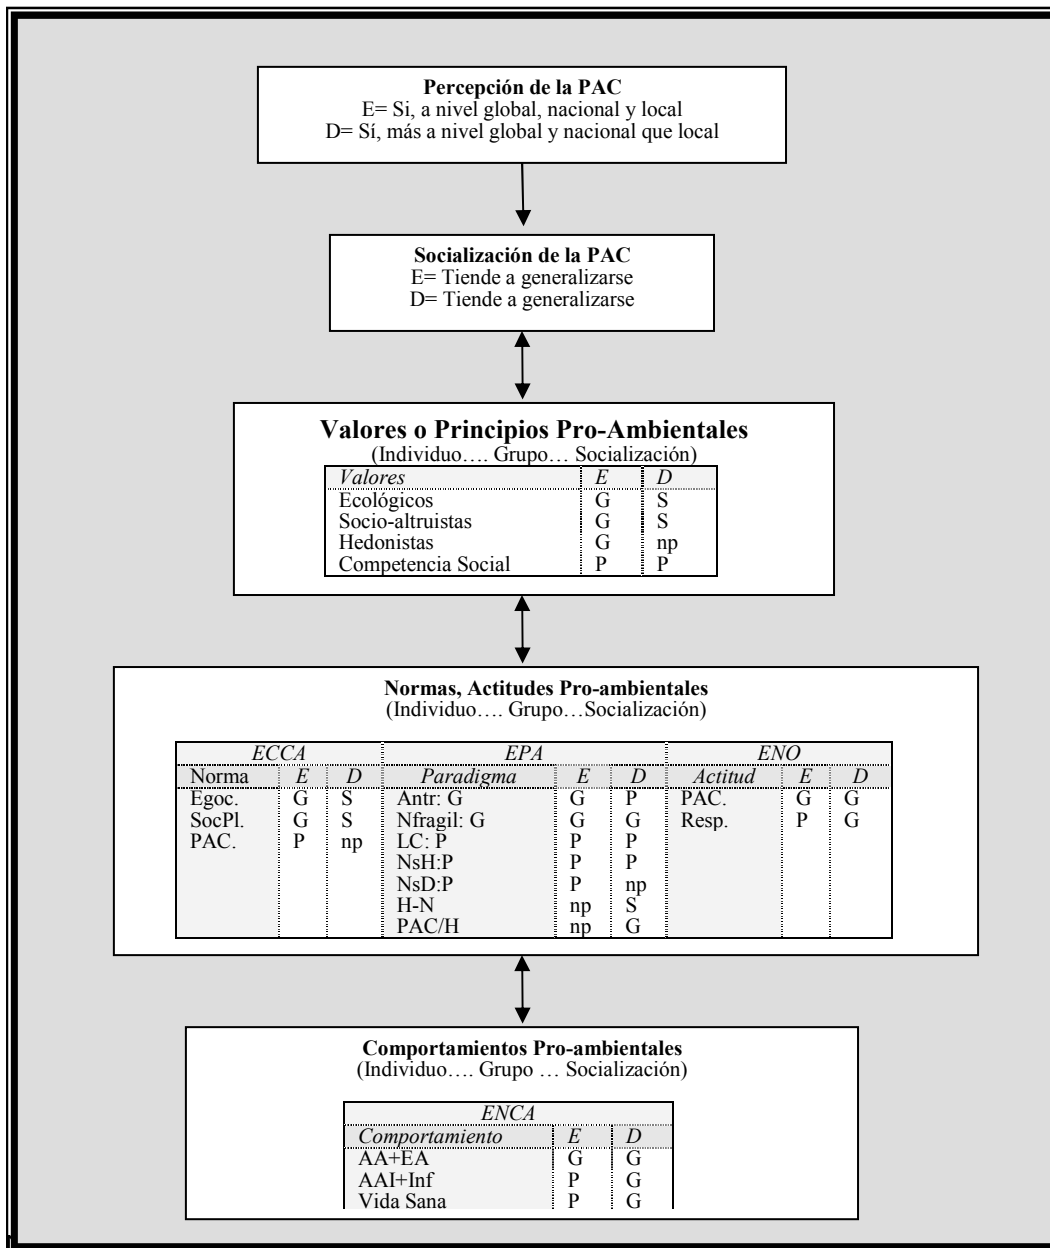 Percepción de la PAC
E= Si, a nivel global, nacional y local
D= Sí, más a nivel global y nacional que local
Socialización de la PAC
E= Tiende a generalizarse
D= Tiende a generalizarse
Valores o Principios Pro-Ambientales
(Individuo…. Grupo… Socialización)
Valores E D
Ecológicos G S
Socio-altruistas G S
Hedonistas G np
Competencia Social P P
Normas, Actitudes Pro-ambientales
(Individuo…. Grupo…Socialización)
ECCA EPA ENO
Norma E D Paradigma E D Actitud E D
Egoc. G S Antr: G G P PAC. G G
SocPl. G S Nfragil: G G G Resp. P G
PAC. P np LC: P P P
NsH:P P P
NsD:P P np
H-N np S
PAC/H np G
Comportamientos Pro-ambientales
(Individuo…. Grupo … Socialización)
ENCA
Comportamiento E D
AA+EA G G
AAI+Inf P G
Vida Sana P G